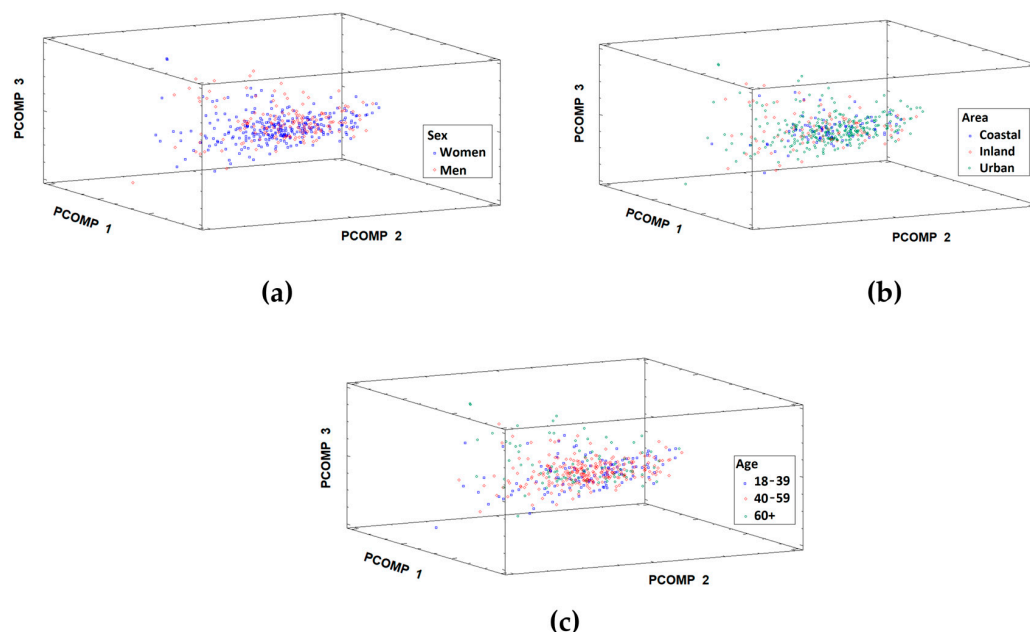 PCOMP 3
Sex
Women
Men
PCOMP 1
PCOMP 2
(a)
PCOMP 3
Area
Coastal
Inland
Urban
PCOMP 1
PCOMP 2
(b)
PCOMP 3
Age
18-39
40-59
60+
PCOMP 1
PCOMP 2
(c)